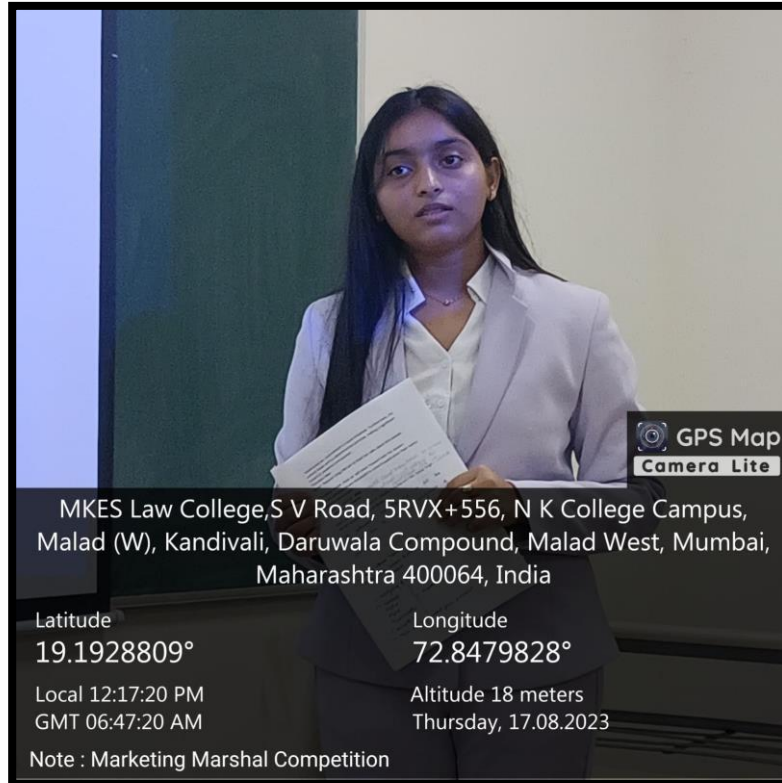 GPS Map
Camera Lite
MKES Law College,S V Road, 5RVX+556, N K College Campus,
Malad (W), Kandivali, Daruwala Compound, Malad West, Mumbai,
Maharashtra 400064, India
Latitude
19.1928809°
Longitude
72.8479828°
Local 12:17:20 PM
GMT 06:47:20 AM
Altitude 18 meters
Thursday, 17.08.2023
Note : Marketing Marshal Competition